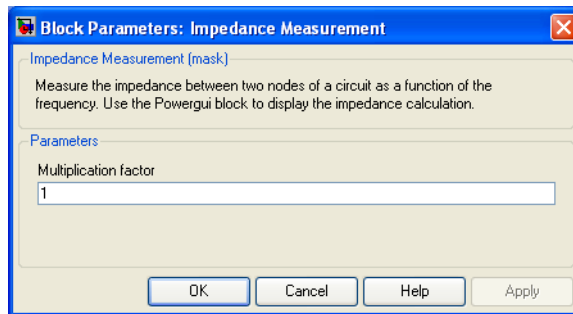 Block Parameters: Impedance Measurement
Impedance Measurement (mask)
Measure the impedance between two nodes of a circuit as a function of the
frequency. Use the Powergui block to display the impedance calculation.
Parameters
Multiplication factor
1
OK Cancel Help Apply